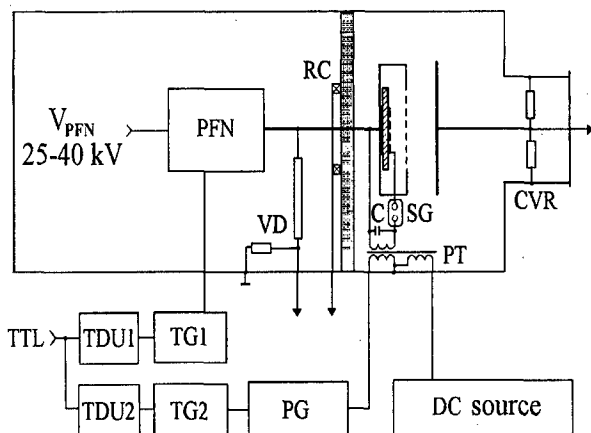 RC
V_PFN
25-40 kV
PFN
C
SG
CVR
VD
PT
TTL
TDU1
TG1
TDU2
TG2
PG
DC source